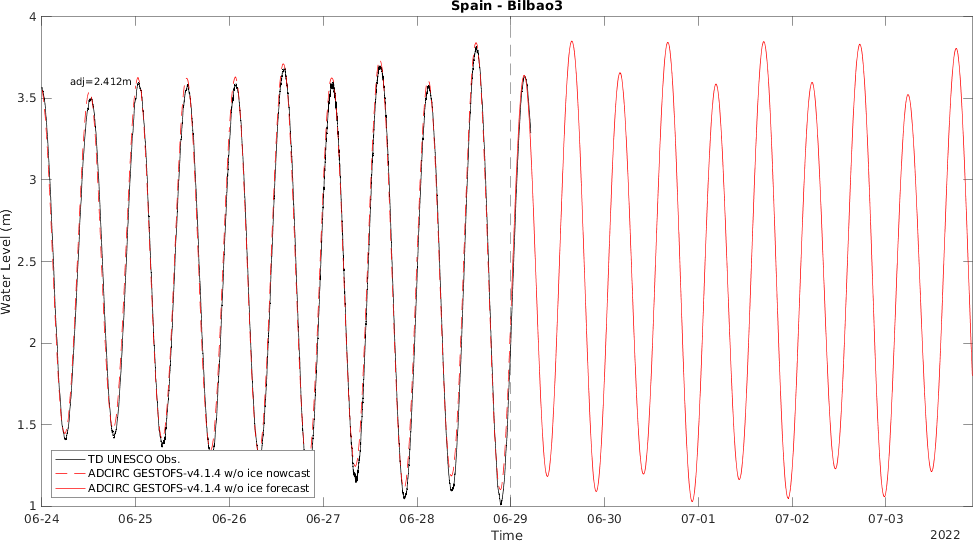 Spain - Bilbao3
4
3.5
3
2.5
2
1.5
1
Water Level (m)
adj=2.412m
TD UNESCO Obs.
ADCIRC GESTOFS-v4.1.4 w/o ice nowcast
ADCIRC GESTOFS-v4.1.4 w/o ice forecast
06-24 06-25 06-26 06-27 06-28 06-29 06-30 07-01 07-02 07-03
Time
2022